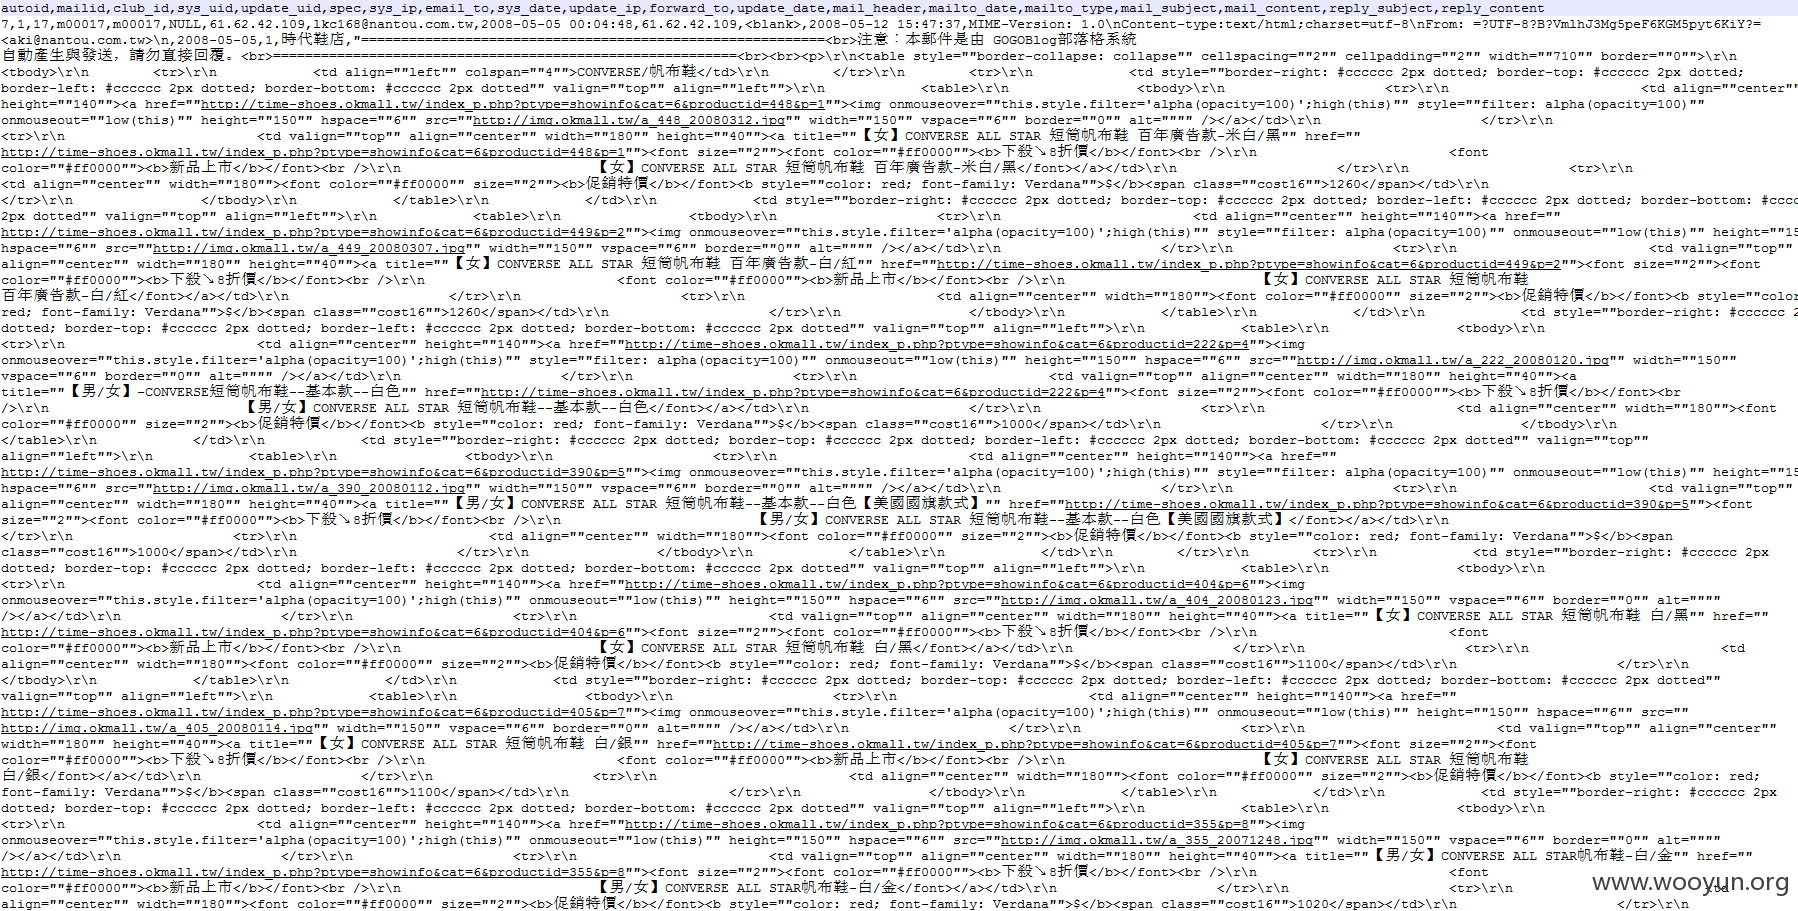 autoid,mailid,club_id,sys_uid,update_uid,spec,sys_ip,email_to,sys_date,update_ip,forward_to,update_date,mail_header,mailto_date,mailto_type,mail_subject,mail_content,reply_subject,reply_content
7,1,17,m00017,m00017,NULL,61.62.42.109,lkc168@nantou.com.tw,2008-05-05 00:04:48,61.62.42.109,<blank>,2008-05-12 15:47:37,MIME-Version: 1.0\nContent-type:text/html;charset=utf-8\nFrom: =?UTF-8?B?VmlhJ3Mg5peF6KGM5pyt6KiY?=
<aki@nantou.com.tw>\n,2008-05-05,1,時代鞋店,"==========================================================<br>注意︰本郵件是由 GOGOBlog部落格系統
自動產生與發送，請勿直接回覆。<br>==========================================================<br><br><p>\r\n<table style=""border-collapse: collapse"" cellspacing=""2"" cellpadding=""2"" width=""710"" border=""0"">\r\n
<tbody>\r\n        <tr>\r\n            <td align=""left"" colspan=""4"">CONVERSE/帆布鞋</td>\r\n        </tr>\r\n        <tr>\r\n            <td style=""border-right: #cccccc 2px dotted; border-top: #cccccc 2px dotted;
border-left: #cccccc 2px dotted; border-bottom: #cccccc 2px dotted"" valign=""top"" align=""left"">\r\n            <table>\r\n                <tbody>\r\n                    <tr>\r\n                        <td align=""center""
height=""140""><a href=""http://time-shoes.okmall.tw/index_p.php?ptype=showinfo&cat=6&productid=448&p=1""><img onmouseover=""this.style.filter='alpha(opacity=100)';high(this)"" style=""filter: alpha(opacity=100)""
onmouseout=""low(this)"" height=""150"" hspace=""6"" src=""http://img.okmall.tw/a_448_20080312.jpg"" width=""150"" vspace=""6"" border=""0"" alt="""" /></a></td>\r\n                    </tr>\r\n
<tr>\r\n                        <td valign=""top"" align=""center"" width=""180"" height=""40""><a title=""【女】CONVERSE ALL STAR 短筒帆布鞋 百年廣告款-米白/黑"" href=""
http://time-shoes.okmall.tw/index_p.php?ptype=showinfo&cat=6&productid=448&p=1""><font size=""2""><font color=""#ff0000""><b>下殺↘8折價</b></font><br />\r\n                        <font
color=""#ff0000""><b>新品上市</b></font><br />\r\n                        【女】CONVERSE ALL STAR 短筒帆布鞋 百年廣告款-米白/黑</font></a></td>\r\n                    </tr>\r\n                    <tr>\r\n
<td align=""center"" width=""180""><font color=""#ff0000"" size=""2""><b>促銷特價</b></font><b style=""color: red; font-family: Verdana"">$</b><span class=""cost16"">1260</span></td>\r\n
</tr>\r\n                </tbody>\r\n            </table>\r\n            </td>\r\n            <td style=""border-right: #cccccc 2px dotted; border-top: #cccccc 2px dotted; border-left: #cccccc 2px dotted; border-bottom: #cccc
2px dotted"" valign=""top"" align=""left"">\r\n            <table>\r\n                <tbody>\r\n                    <tr>\r\n                        <td align=""center"" height=""140""><a href=""
http://time-shoes.okmall.tw/index_p.php?ptype=showinfo&cat=6&productid=449&p=2""><img onmouseover=""this.style.filter='alpha(opacity=100)';high(this)"" style=""filter: alpha(opacity=100)"" onmouseout=""low(this)"" height=""15
hspace=""6"" src=""http://img.okmall.tw/a_449_20080307.jpg"" width=""150"" vspace=""6"" border=""0"" alt="""" /></a></td>\r\n                    </tr>\r\n                    <tr>\r\n                        <td valign=""top""
align=""center"" width=""180"" height=""40""><a title=""【女】CONVERSE ALL STAR 短筒帆布鞋 百年廣告款-白/紅"" href=""http://time-shoes.okmall.tw/index_p.php?ptype=showinfo&cat=6&productid=449&p=2""><font size=""2""><font
color=""#ff0000""><b>下殺↘8折價</b></font><br />\r\n                        <font color=""#ff0000""><b>新品上市</b></font><br />\r\n                        【女】CONVERSE ALL STAR 短筒帆布鞋
百年廣告款-白/紅</font></a></td>\r\n                    </tr>\r\n                    <tr>\r\n                        <td align=""center"" width=""180""><font color=""#ff0000"" size=""2""><b>促銷特價</b></font><b style=""color:
red; font-family: Verdana"">$</b><span class=""cost16"">1260</span></td>\r\n                    </tr>\r\n                </tbody>\r\n            </table>\r\n            </td>\r\n            <td style=""border-right: #cccccc 2
dotted; border-top: #cccccc 2px dotted; border-left: #cccccc 2px dotted; border-bottom: #cccccc 2px dotted"" valign=""top"" align=""left"">\r\n            <table>\r\n                <tbody>\r\n
<tr>\r\n                        <td align=""center"" height=""140""><a href=""http://time-shoes.okmall.tw/index_p.php?ptype=showinfo&cat=6&productid=222&p=4""><img
onmouseover=""this.style.filter='alpha(opacity=100)';high(this)"" style=""filter: alpha(opacity=100)"" onmouseout=""low(this)"" height=""150"" hspace=""6"" src=""http://img.okmall.tw/a_222_20080120.jpg"" width=""150""
vspace=""6"" border=""0"" alt="""" /></a></td>\r\n                    </tr>\r\n                    <tr>\r\n                        <td valign=""top"" align=""center"" width=""180"" height=""40""><a
title=""【男/女】-CONVERSE短筒帆布鞋--基本款--白色"" href=""http://time-shoes.okmall.tw/index_p.php?ptype=showinfo&cat=6&productid=222&p=4""><font size=""2""><font color=""#ff0000""><b>下殺↘8折價</b></font><br
/>\r\n                        【男/女】CONVERSE ALL STAR 短筒帆布鞋--基本款--白色</font></a></td>\r\n                    </tr>\r\n                    <tr>\r\n                        <td align=""center"" width=""180""><font
color=""#ff0000"" size=""2""><b>促銷特價</b></font><b style=""color: red; font-family: Verdana"">$</b><span class=""cost16"">1000</span></td>\r\n                    </tr>\r\n                </tbody>\r\n
</table>\r\n            </td>\r\n            <td style=""border-right: #cccccc 2px dotted; border-top: #cccccc 2px dotted; border-left: #cccccc 2px dotted; border-bottom: #cccccc 2px dotted"" valign=""top""
align=""left"">\r\n            <table>\r\n                <tbody>\r\n                    <tr>\r\n                        <td align=""center"" height=""140""><a href=""
http://time-shoes.okmall.tw/index_p.php?ptype=showinfo&cat=6&productid=390&p=5""><img onmouseover=""this.style.filter='alpha(opacity=100)';high(this)"" style=""filter: alpha(opacity=100)"" onmouseout=""low(this)"" height=""15
hspace=""6"" src=""http://img.okmall.tw/a_390_20080112.jpg"" width=""150"" vspace=""6"" border=""0"" alt="""" /></a></td>\r\n                    </tr>\r\n                    <tr>\r\n                        <td valign=""top""
align=""center"" width=""180"" height=""40""><a title=""【男/女】CONVERSE ALL STAR 短筒帆布鞋--基本款--白色【美國國旗款式】"" href=""http://time-shoes.okmall.tw/index_p.php?ptype=showinfo&cat=6&productid=390&p=5""><font
size=""2""><font color=""#ff0000""><b>下殺↘8折價</b></font><br />\r\n                        【男/女】CONVERSE ALL STAR 短筒帆布鞋--基本款--白色【美國國旗款式】</font></a></td>\r\n
</tr>\r\n                    <tr>\r\n                        <td align=""center"" width=""180""><font color=""#ff0000"" size=""2""><b>促銷特價</b></font><b style=""color: red; font-family: Verdana"">$</b><span
class=""cost16"">1000</span></td>\r\n                    </tr>\r\n                </tbody>\r\n            </table>\r\n            </td>\r\n        </tr>\r\n        <tr>\r\n            <td style=""border-right: #cccccc 2px
dotted; border-top: #cccccc 2px dotted; border-left: #cccccc 2px dotted; border-bottom: #cccccc 2px dotted"" valign=""top"" align=""left"">\r\n            <table>\r\n                <tbody>\r\n
<tr>\r\n                        <td align=""center"" height=""140""><a href=""http://time-shoes.okmall.tw/index_p.php?ptype=showinfo&cat=6&productid=404&p=6""><img
onmouseover=""this.style.filter='alpha(opacity=100)';high(this)"" onmouseout=""low(this)"" height=""150"" hspace=""6"" src=""http://img.okmall.tw/a_404_20080123.jpg"" width=""150"" vspace=""6"" border=""0"" alt=""""
/></a></td>\r\n                    </tr>\r\n                    <tr>\r\n                        <td valign=""top"" align=""center"" width=""180"" height=""40""><a title=""【女】CONVERSE ALL STAR 短筒帆布鞋 白/黑"" href=""
http://time-shoes.okmall.tw/index_p.php?ptype=showinfo&cat=6&productid=404&p=6""><font size=""2""><font color=""#ff0000""><b>下殺↘8折價</b></font><br />\r\n                        <font
color=""#ff0000""><b>新品上市</b></font><br />\r\n                        【女】CONVERSE ALL STAR 短筒帆布鞋 白/黑</font></a></td>\r\n                    </tr>\r\n                    <tr>\r\n                        <td
align=""center"" width=""180""><font color=""#ff0000"" size=""2""><b>促銷特價</b></font><b style=""color: red; font-family: Verdana"">$</b><span class=""cost16"">1100</span></td>\r\n                    </tr>\r\n
</tbody>\r\n            </table>\r\n            </td>\r\n            <td style=""border-right: #cccccc 2px dotted; border-top: #cccccc 2px dotted; border-left: #cccccc 2px dotted; border-bottom: #cccccc 2px dotted""
valign=""top"" align=""left"">\r\n            <table>\r\n                <tbody>\r\n                    <tr>\r\n                        <td align=""center"" height=""140""><a href=""
http://time-shoes.okmall.tw/index_p.php?ptype=showinfo&cat=6&productid=405&p=7""><img onmouseover=""this.style.filter='alpha(opacity=100)';high(this)"" onmouseout=""low(this)"" height=""150"" hspace=""6"" src=""
http://img.okmall.tw/a_405_20080114.jpg"" width=""150"" vspace=""6"" border=""0"" alt="""" /></a></td>\r\n                    </tr>\r\n                    <tr>\r\n                        <td valign=""top"" align=""center""
width=""180"" height=""40""><a title=""【女】CONVERSE ALL STAR 短筒帆布鞋 白/銀"" href=""http://time-shoes.okmall.tw/index_p.php?ptype=showinfo&cat=6&productid=405&p=7""><font size=""2""><font
color=""#ff0000""><b>下殺↘8折價</b></font><br />\r\n                        <font color=""#ff0000""><b>新品上市</b></font><br />\r\n                        【女】CONVERSE ALL STAR 短筒帆布鞋
白/銀</font></a></td>\r\n                    </tr>\r\n                    <tr>\r\n                        <td align=""center"" width=""180""><font color=""#ff0000"" size=""2""><b>促銷特價</b></font><b style=""color: red;
font-family: Verdana"">$</b><span class=""cost16"">1100</span></td>\r\n                    </tr>\r\n                </tbody>\r\n            </table>\r\n            </td>\r\n            <td style=""border-right: #cccccc 2px
dotted; border-top: #cccccc 2px dotted; border-left: #cccccc 2px dotted; border-bottom: #cccccc 2px dotted"" valign=""top"" align=""left"">\r\n            <table>\r\n                <tbody>\r\n
<tr>\r\n                        <td align=""center"" height=""140""><a href=""http://time-shoes.okmall.tw/index_p.php?ptype=showinfo&cat=6&productid=355&p=8""><img
onmouseover=""this.style.filter='alpha(opacity=100)';high(this)"" onmouseout=""low(this)"" height=""150"" hspace=""6"" src=""http://img.okmall.tw/a_355_20071248.jpg"" width=""150"" vspace=""6"" border=""0"" alt=""""
/></a></td>\r\n                    </tr>\r\n                    <tr>\r\n                        <td valign=""top"" align=""center"" width=""180"" height=""40""><a title=""【男/女】CONVERSE ALL STAR帆布鞋-白/金"" href=""
http://time-shoes.okmall.tw/index_p.php?ptype=showinfo&cat=6&productid=355&p=8""><font size=""2""><font color=""#ff0000""><b>下殺↘8折價</b></font><br />\r\n                        <font
color=""#ff0000""><b>新品上市</b></font><br />\r\n                        【男/女】CONVERSE ALL STAR帆布鞋-白/金</font></a></td>\r\n                    </tr>\r\n                    <tr>\r\n                        <td
align=""center"" width=""180""><font color=""#ff0000"" size=""2""><b>促銷特價</b></font><b style=""color: red; font-family: Verdana"">$</b><span class=""cost16"">1020</span></td>\r\n                    </tr>\r\n
www.wooyun.org